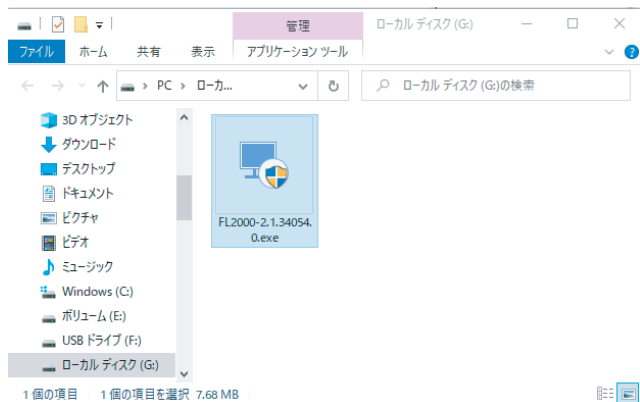 管理
ローカル ディスク (G:)
ファイル ホーム 共有 表示 アプリケーション ツール
PC ローカ... ローカル ディスク (G:)の検索
3D オブジェクト
ダウンロード
デスクトップ
ドキュメント
ピクチャ
ビデオ
ミュージック
Windows (C:)
ボリューム (E:)
USB ドライブ (F:)
ローカル ディスク (G:)
FL2000-2.1.34054.
0.exe
1 個の項目 1 個の項目を選択 7.68 MB